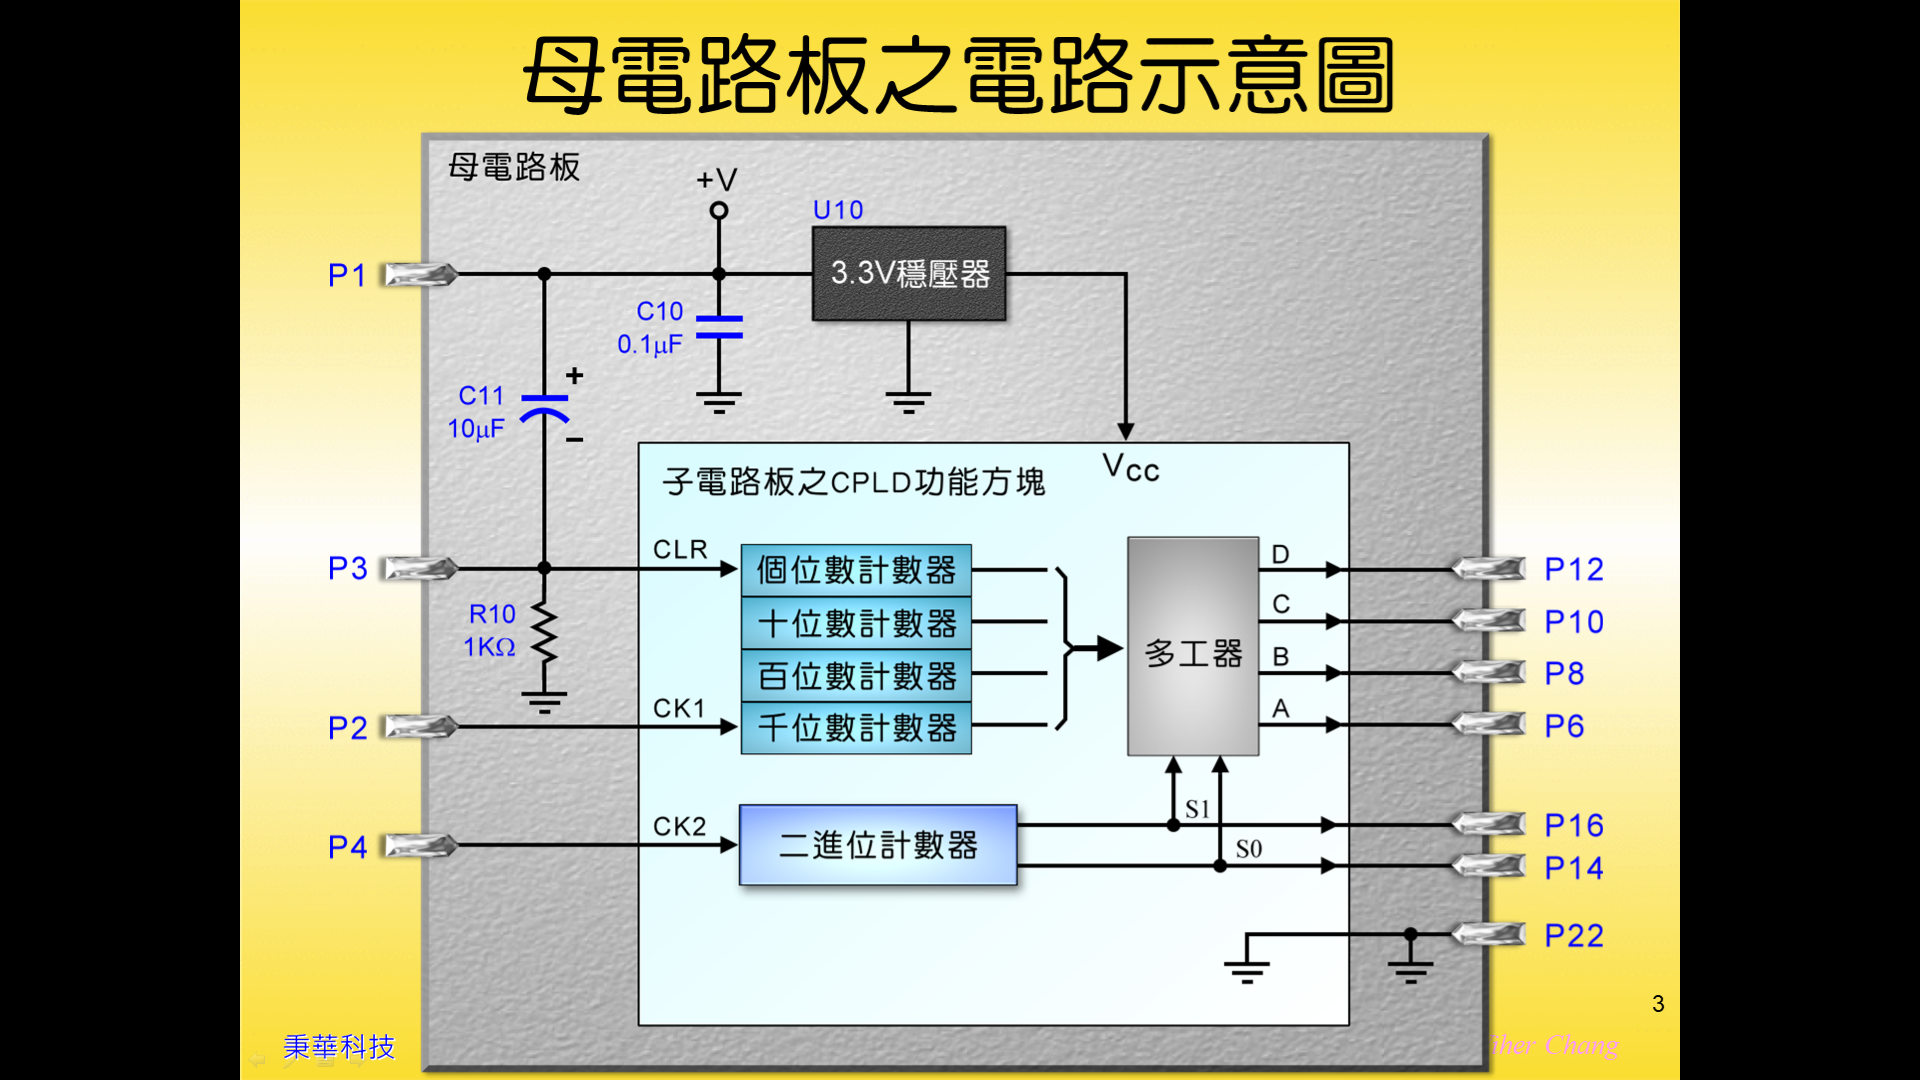 母電路板之電路示意圖
母電路板
+V
U10
3.3V穩壓器
P1
C10
0.1μF
C11
10μF
+
−
子電路板之CPLD功能方塊
Vcc
P3
CLR
個位數計數器
十位數計數器
百位數計數器
千位數計數器
R10
1KΩ
P2
CK1
多工器
D
C
B
A
P12
P10
P8
P6
P4
CK2
二進位計數器
S1
S0
P16
P14
P22
3
秉華科技
Chang